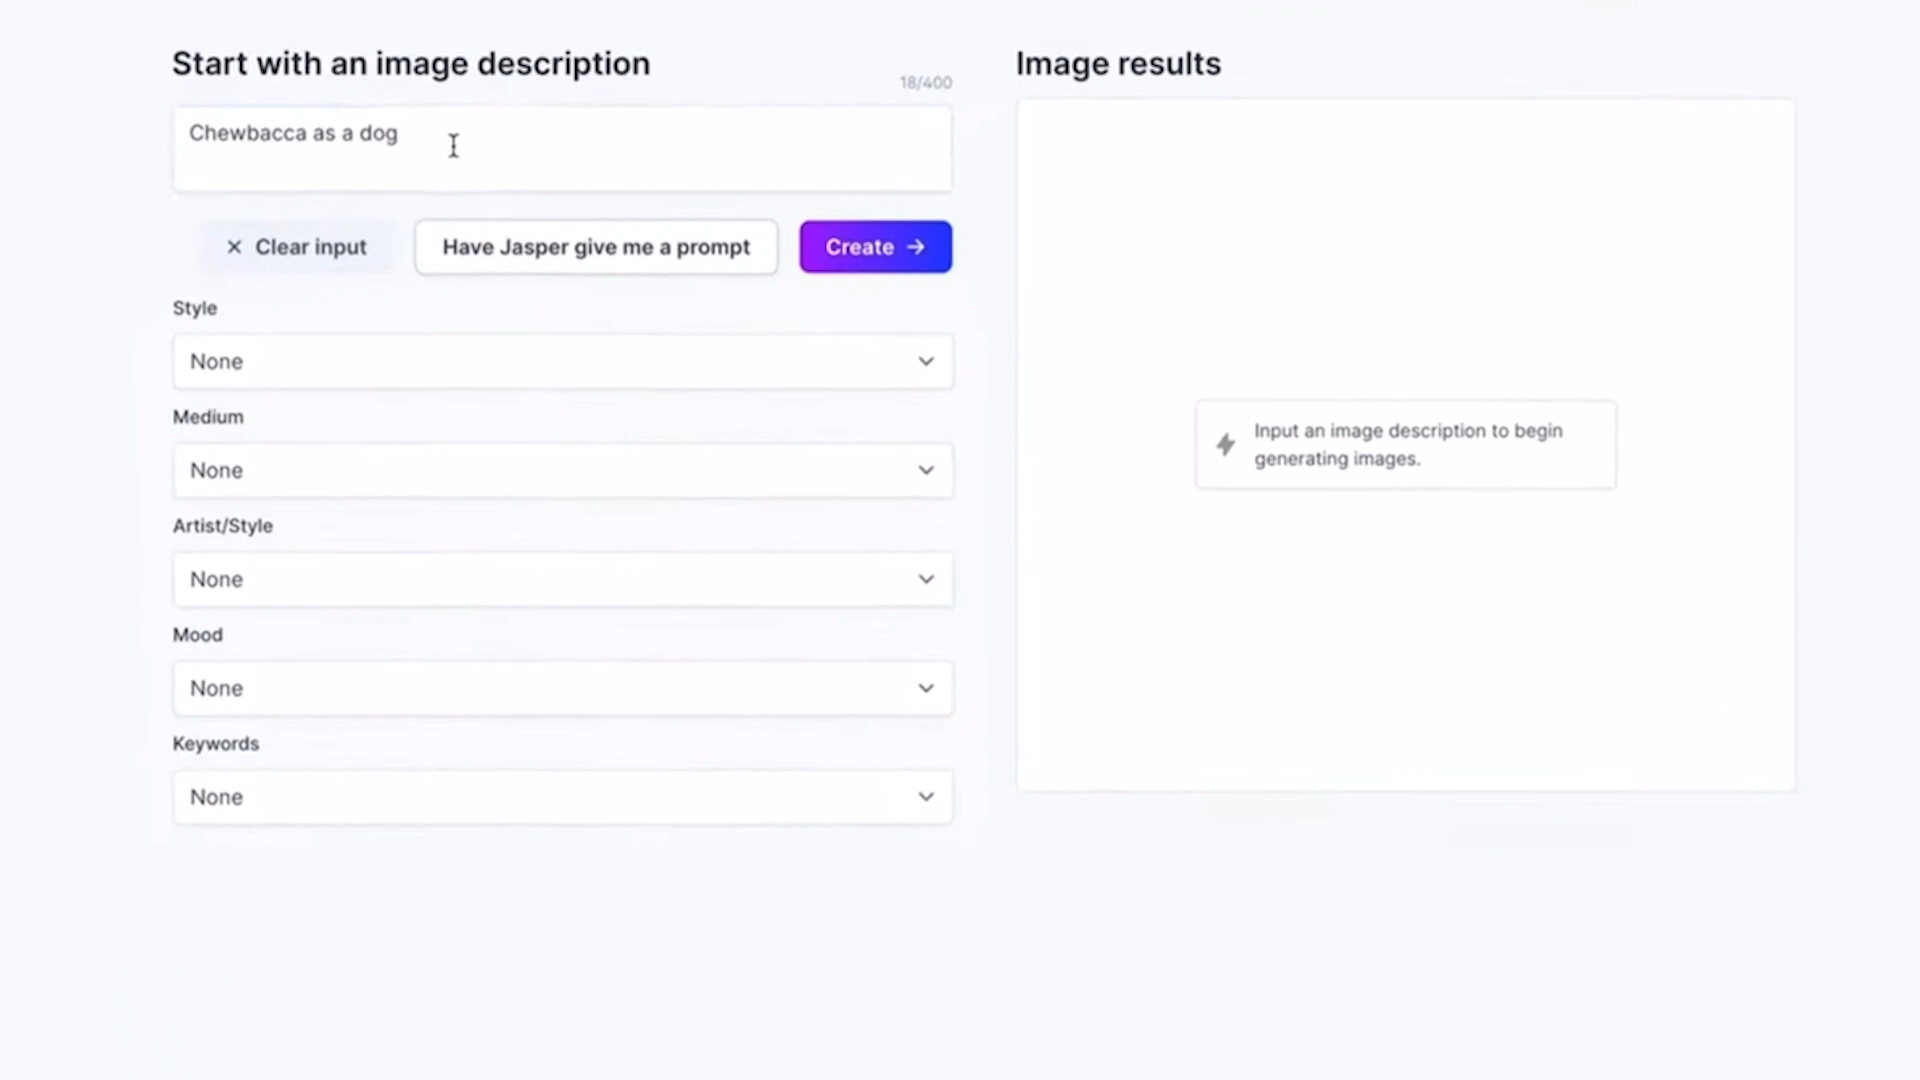 Start with an image description
18/400
Chewbacca as a dog
Clear input
Have Jasper give me a prompt
Create
Style
None
Medium
None
Artist/Style
None
Mood
None
Keywords
None
Image results
Input an image description to begin
generating images.